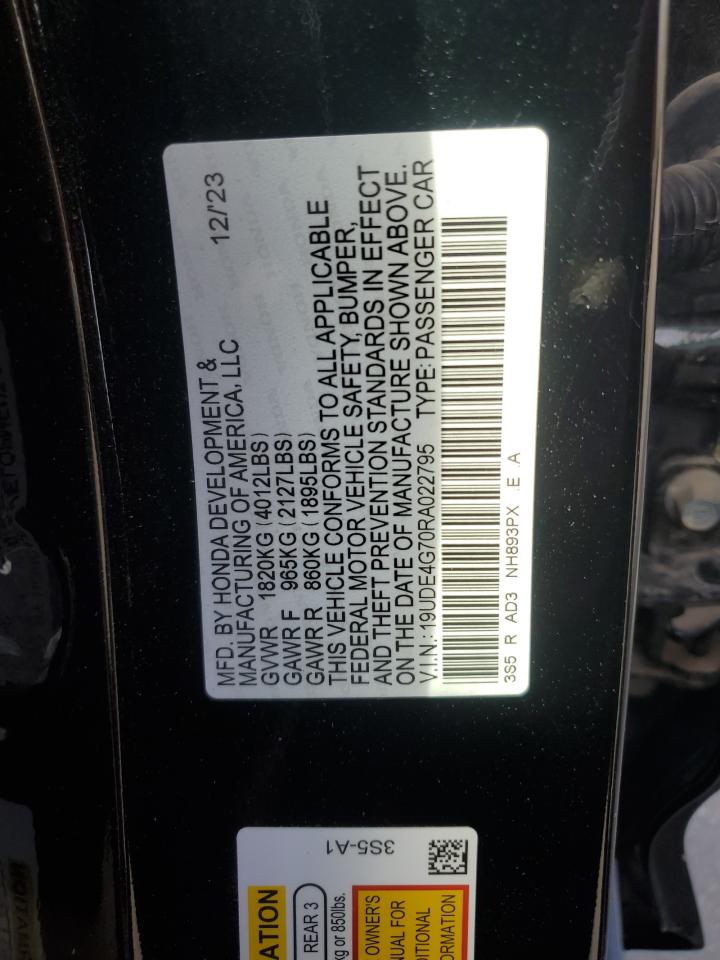 12/'23
MFD. BY HONDA DEVELOPMENT &
MANUFACTURING OF AMERICA, LLC
GVWR 1820KG (4012LBS)
GAWR F 965KG (2127LBS)
GAWR R 860KG (1895LBS)
THIS VEHICLE CONFORMS TO ALL APPLICABLE
FEDERAL MOTOR VEHICLE SAFETY, BUMPER,
AND THEFT PREVENTION STANDARDS IN EFFECT
ON THE DATE OF MANUFACTURE SHOWN ABOVE.
V.I.N.: 19UDE4G70RA022795 TYPE:PASSENGER CAR
3S5 R AD3 NH893PX .E .A
3S5-A1
ATION
REAR 3
kg or 850lbs.
OWNER'S
NUAL FOR
DITIONAL
ORMATION